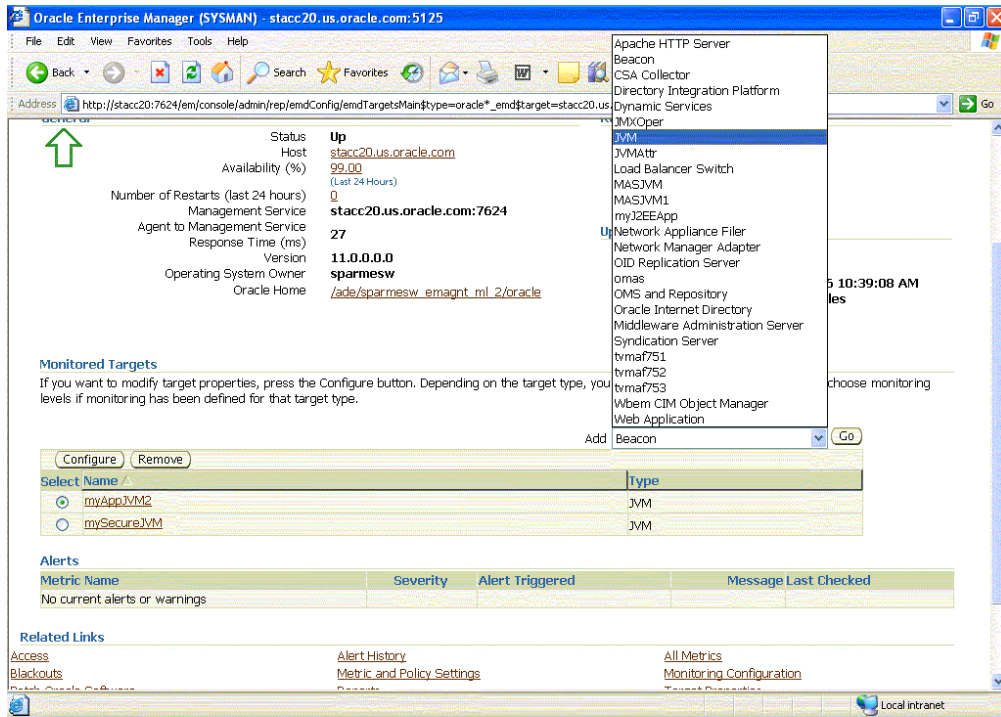 Oracle Enterprise Manager (SYSMAN) - stacc20.us.oracle.com:5125
File Edit View Favorites Tools Help
Back Search Favorites
Address http://stacc20:7624/em/console/admin/rep/emdConfig/emdTargetsMain$type=oracle*_emd$target=stacc20.us. Go
General
Status Up
Host stacc20.us.oracle.com
Availability (%) 99.00
(Last 24 Hours)
Number of Restarts (last 24 hours) 0
Management Service stacc20.us.oracle.com:7624
Agent to Management Service
Response Time (ms) 27
Version 11.0.0.0.0
Operating System Owner sparmesw
Oracle Home /ade/sparmesw_emagnt_ml_2/oracle
Apache HTTP Server
Beacon
CSA Collector
Directory Integration Platform
Dynamic Services
JMXOper
JVM
JVMAttr
Load Balancer Switch
MASJVM
MASJVM1
myJ2EEApp
Network Appliance Filer
Network Manager Adapter
OID Replication Server
omas
OMS and Repository
Oracle Internet Directory
Middleware Administration Server
Syndication Server
tvmaf751
tvmaf752
tvmaf753
Wbem CIM Object Manager
Web Application
10:39:08 AM
Monitored Targets
If you want to modify target properties, press the Configure button. Depending on the target type, you choose monitoring
levels if monitoring has been defined for that target type.
Add Beacon Go
Configure Remove
Select Name Type
myAppJVM2 JVM
mySecureJVM JVM
Alerts
Metric Name Severity Alert Triggered Message Last Checked
No current alerts or warnings
Related Links
Access Alert History All Metrics
Blackouts Metric and Policy Settings Monitoring Configuration
Local intranet